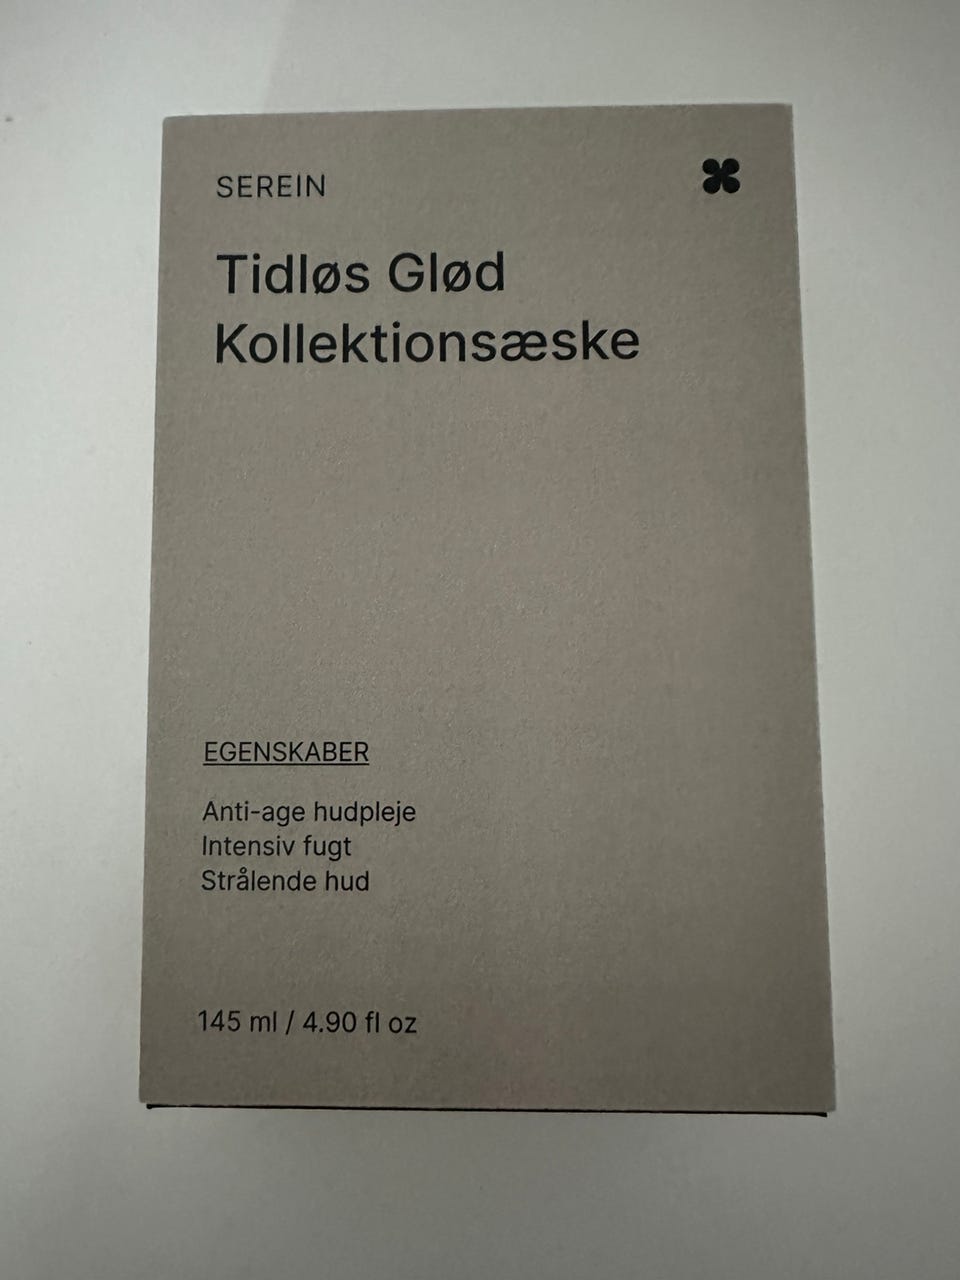 SEREIN
Tidløs Glød
Kollektionsæske
EGENSKABER
Anti-age hudpleje
Intensiv fugt
Strålende hud
145 ml / 4.90 fl oz